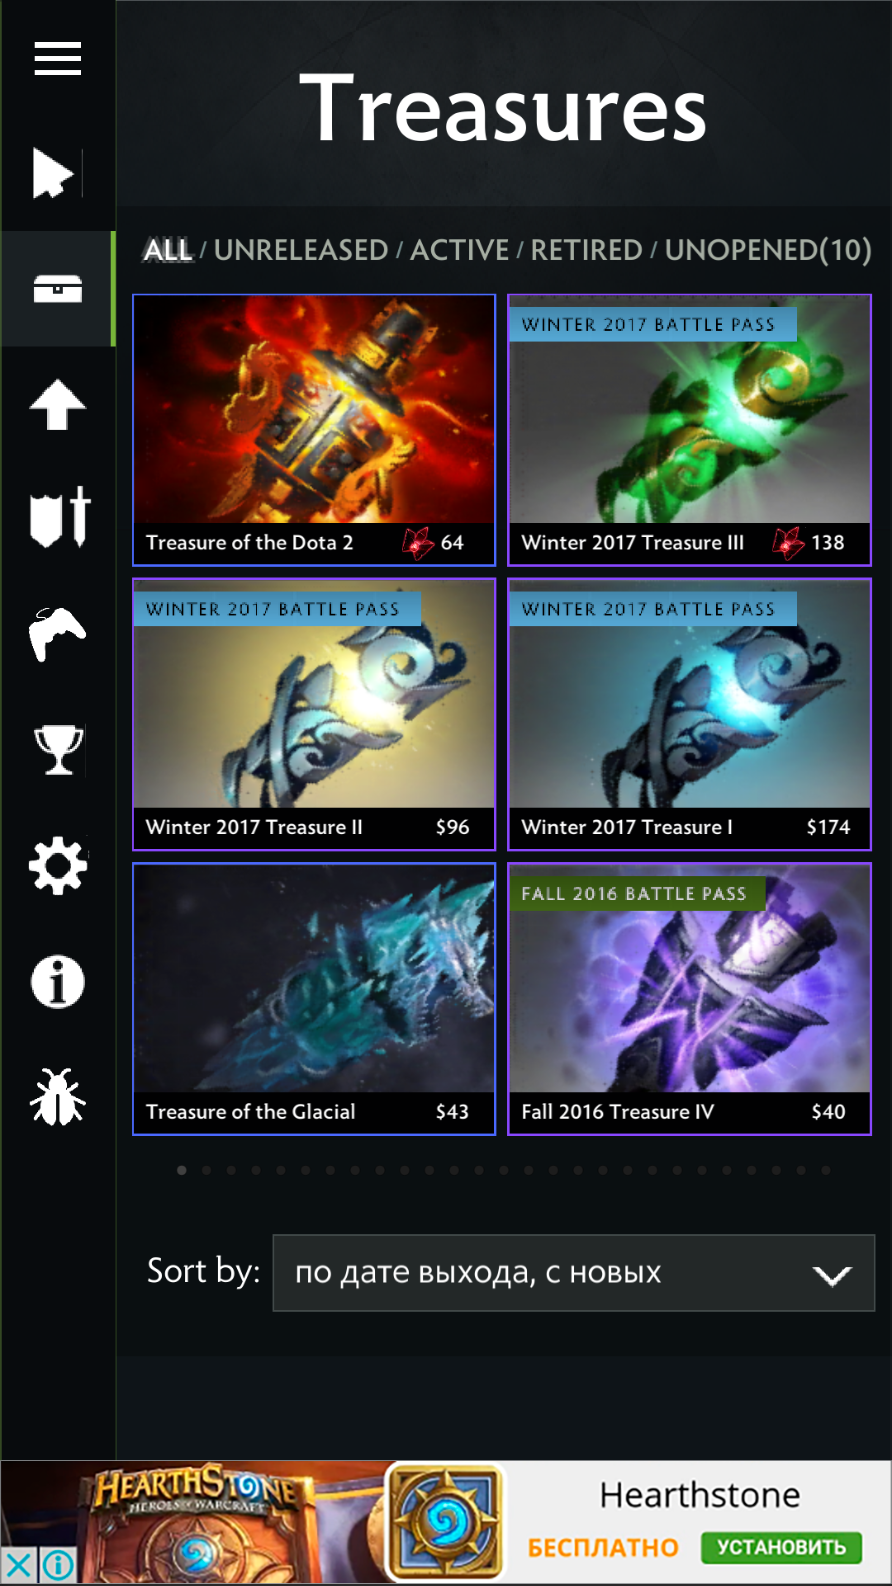 Treasures
ALL / UNRELEASED / ACTIVE / RETIRED / UNOPENED(10)
WINTER 2017 BATTLE PASS
Treasure of the Dota 2 64
Winter 2017 Treasure III 138
WINTER 2017 BATTLE PASS
WINTER 2017 BATTLE PASS
Winter 2017 Treasure II $96
Winter 2017 Treasure I $174
FALL 2016 BATTLE PASS
Treasure of the Glacial $43
Fall 2016 Treasure IV $40
Sort by: по дате выхода, с новых
HEARTHSTONE
HEROES OF WARCRAFT
Hearthstone
БЕСПЛАТНО УСТАНОВИТЬ